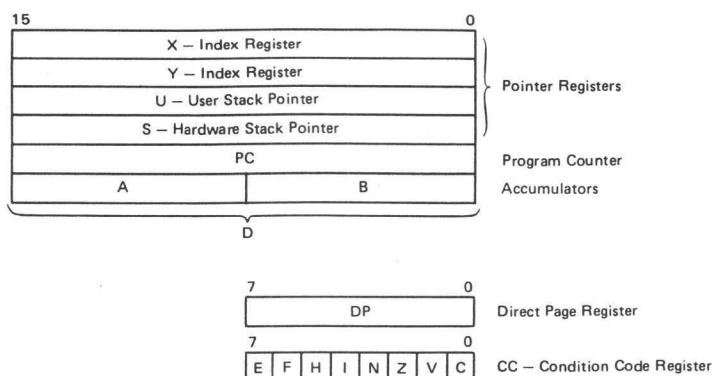 15 0
X – Index Register
Y – Index Register
U – User Stack Pointer
S – Hardware Stack Pointer
Pointer Registers
PC Program Counter
A B Accumulators
D
7 0
DP Direct Page Register
7 0
E F H I N Z V C CC – Condition Code Register